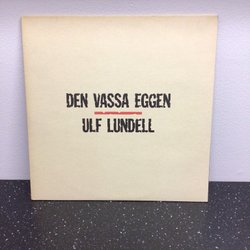 DEN VASSA EGGEN
ULF LUNDELL